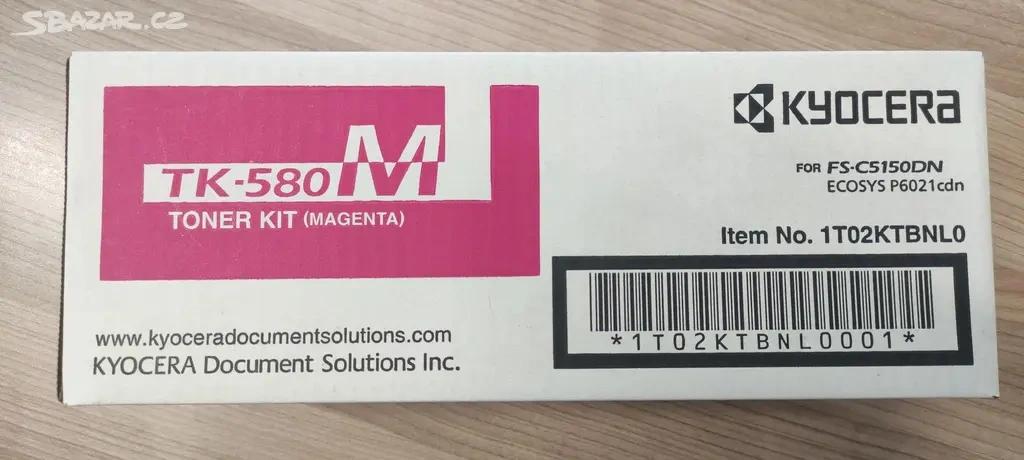 SBAZAR.CZ
TK-580 M
TONER KIT (MAGENTA)
www.kyoceradocumentsolutions.com
KYOCERA Document Solutions Inc.
KYOCERA
FOR FS-C5150DN
ECOSYS P6021cdn
Item No. 1T02KTBNL0
*1T02KTBNL0001*